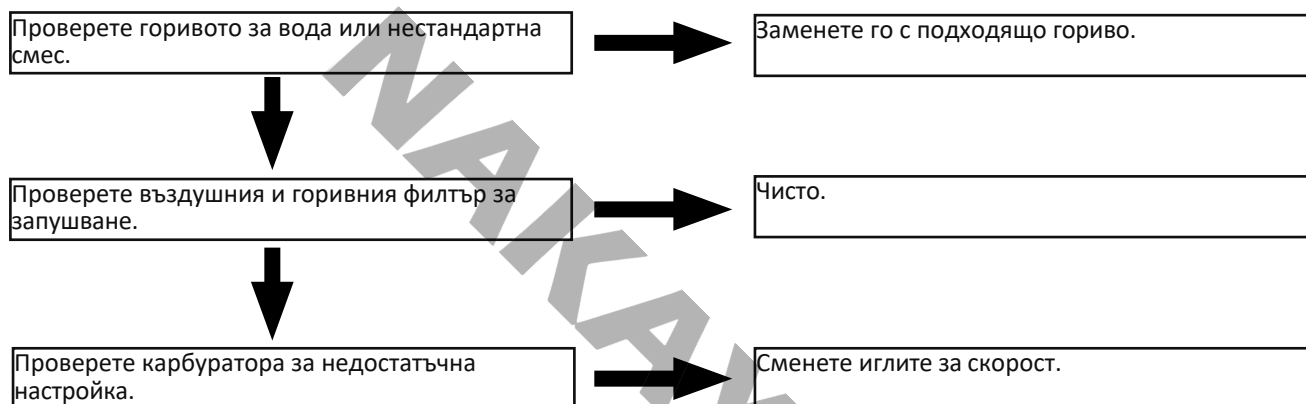 Проверете горивото за вода или нестандартна
смес.
Заменете го с подходящо гориво.
Проверете въздушния и горивния филтър за
запушване.
Чисто.
Проверете карбуратора за недостатъчна
настройка.
Сменете иглите за скорост.